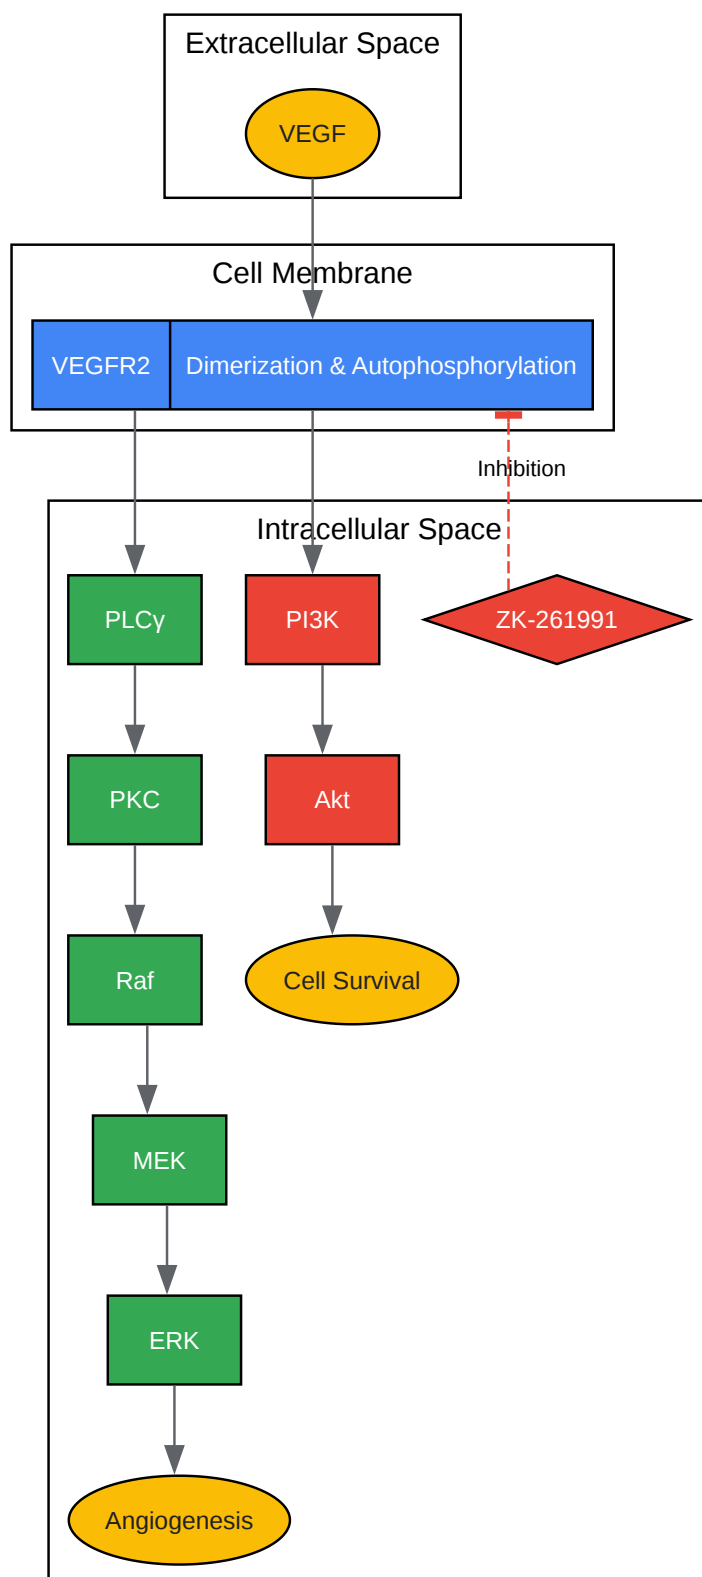 Extracellular Space
VEGF
Cell Membrane
VEGFR2
Dimerization & Autophosphorylation
Inhibition
Intracellular Space
PLCγ
PI3K
ZK-261991
PKC
Akt
Raf
Cell Survival
MEK
ERK
Angiogenesis